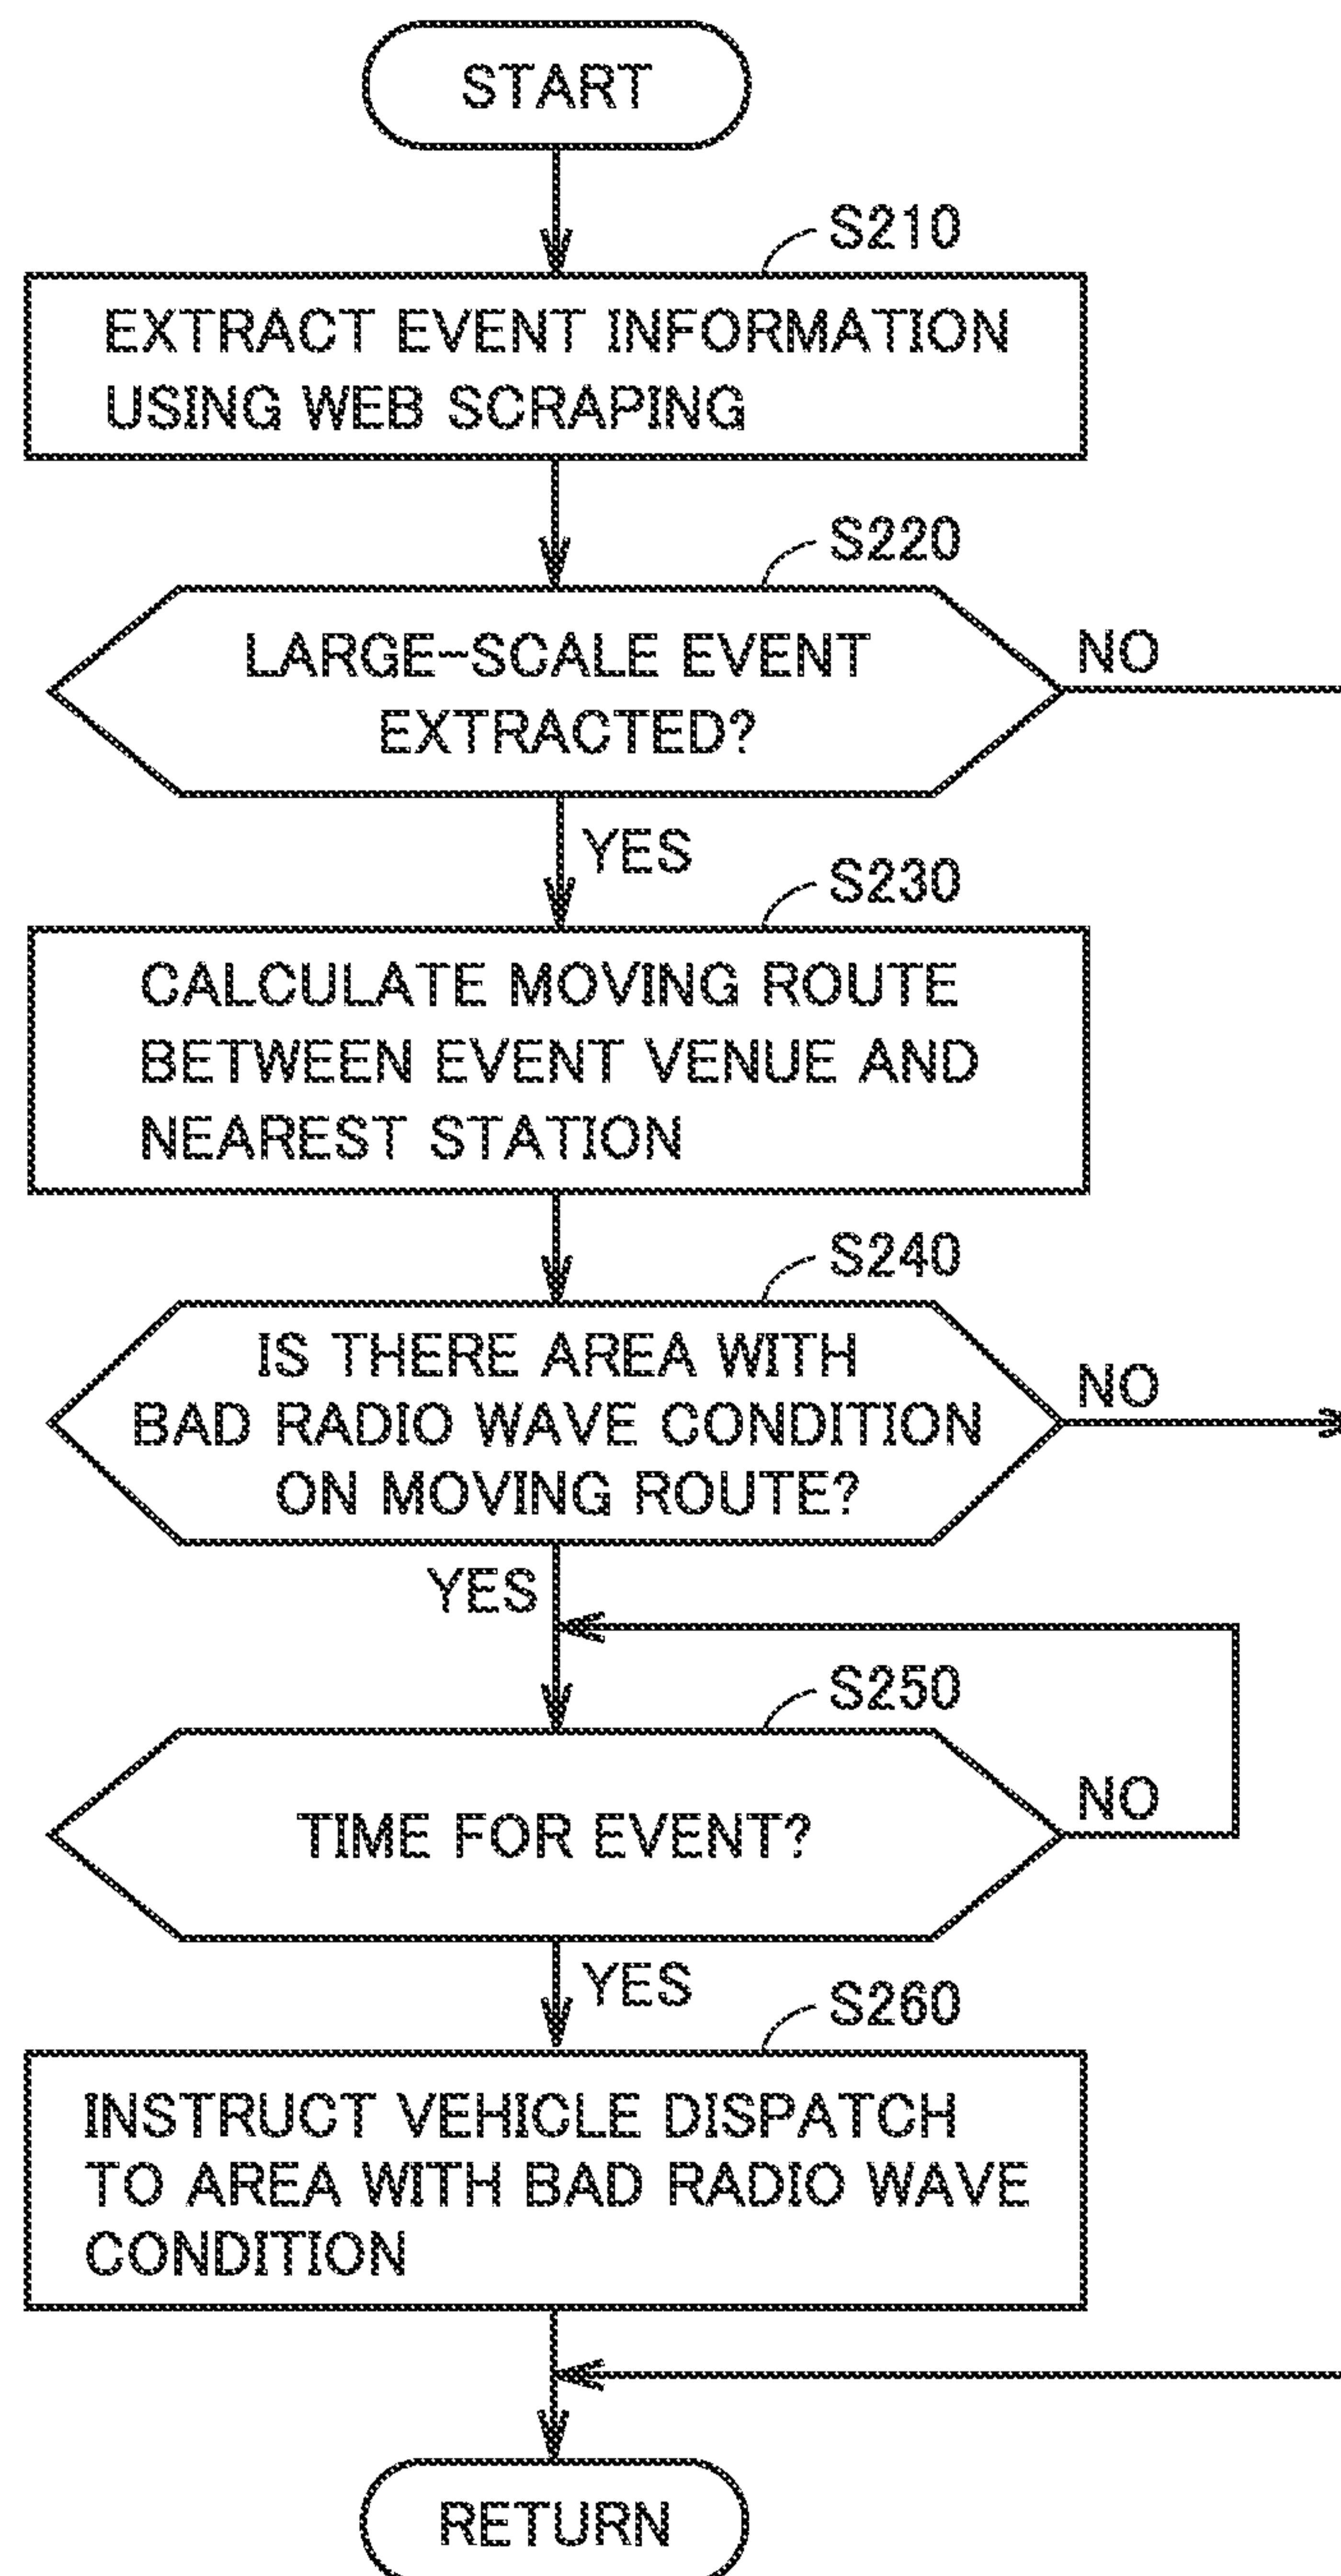 START
S210
EXTRACT EVENT INFORMATION
USING WEB SCRAPING
S220
LARGE-SCALE EVENT
EXTRACTED?
NO
YES
S230
CALCULATE MOVING ROUTE
BETWEEN EVENT VENUE AND
NEAREST STATION
S240
IS THERE AREA WITH
BAD RADIO WAVE CONDITION
ON MOVING ROUTE?
NO
YES
S250
TIME FOR EVENT?
NO
YES
S260
INSTRUCT VEHICLE DISPATCH
TO AREA WITH BAD RADIO WAVE
CONDITION
RETURN